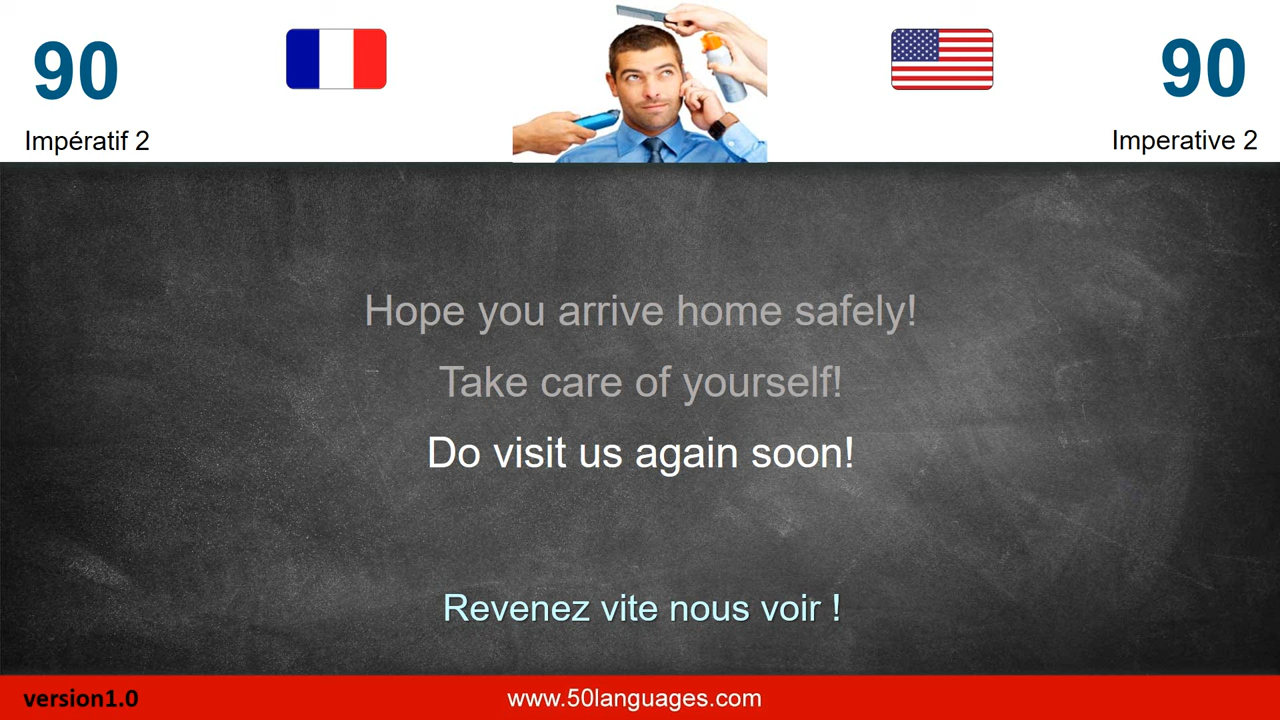 90
90
Impératif 2
Imperative 2
Hope you arrive home safely!
Take care of yourself!
Do visit us again soon!
Revenez vite nous voir !
version1.0
www.50languages.com